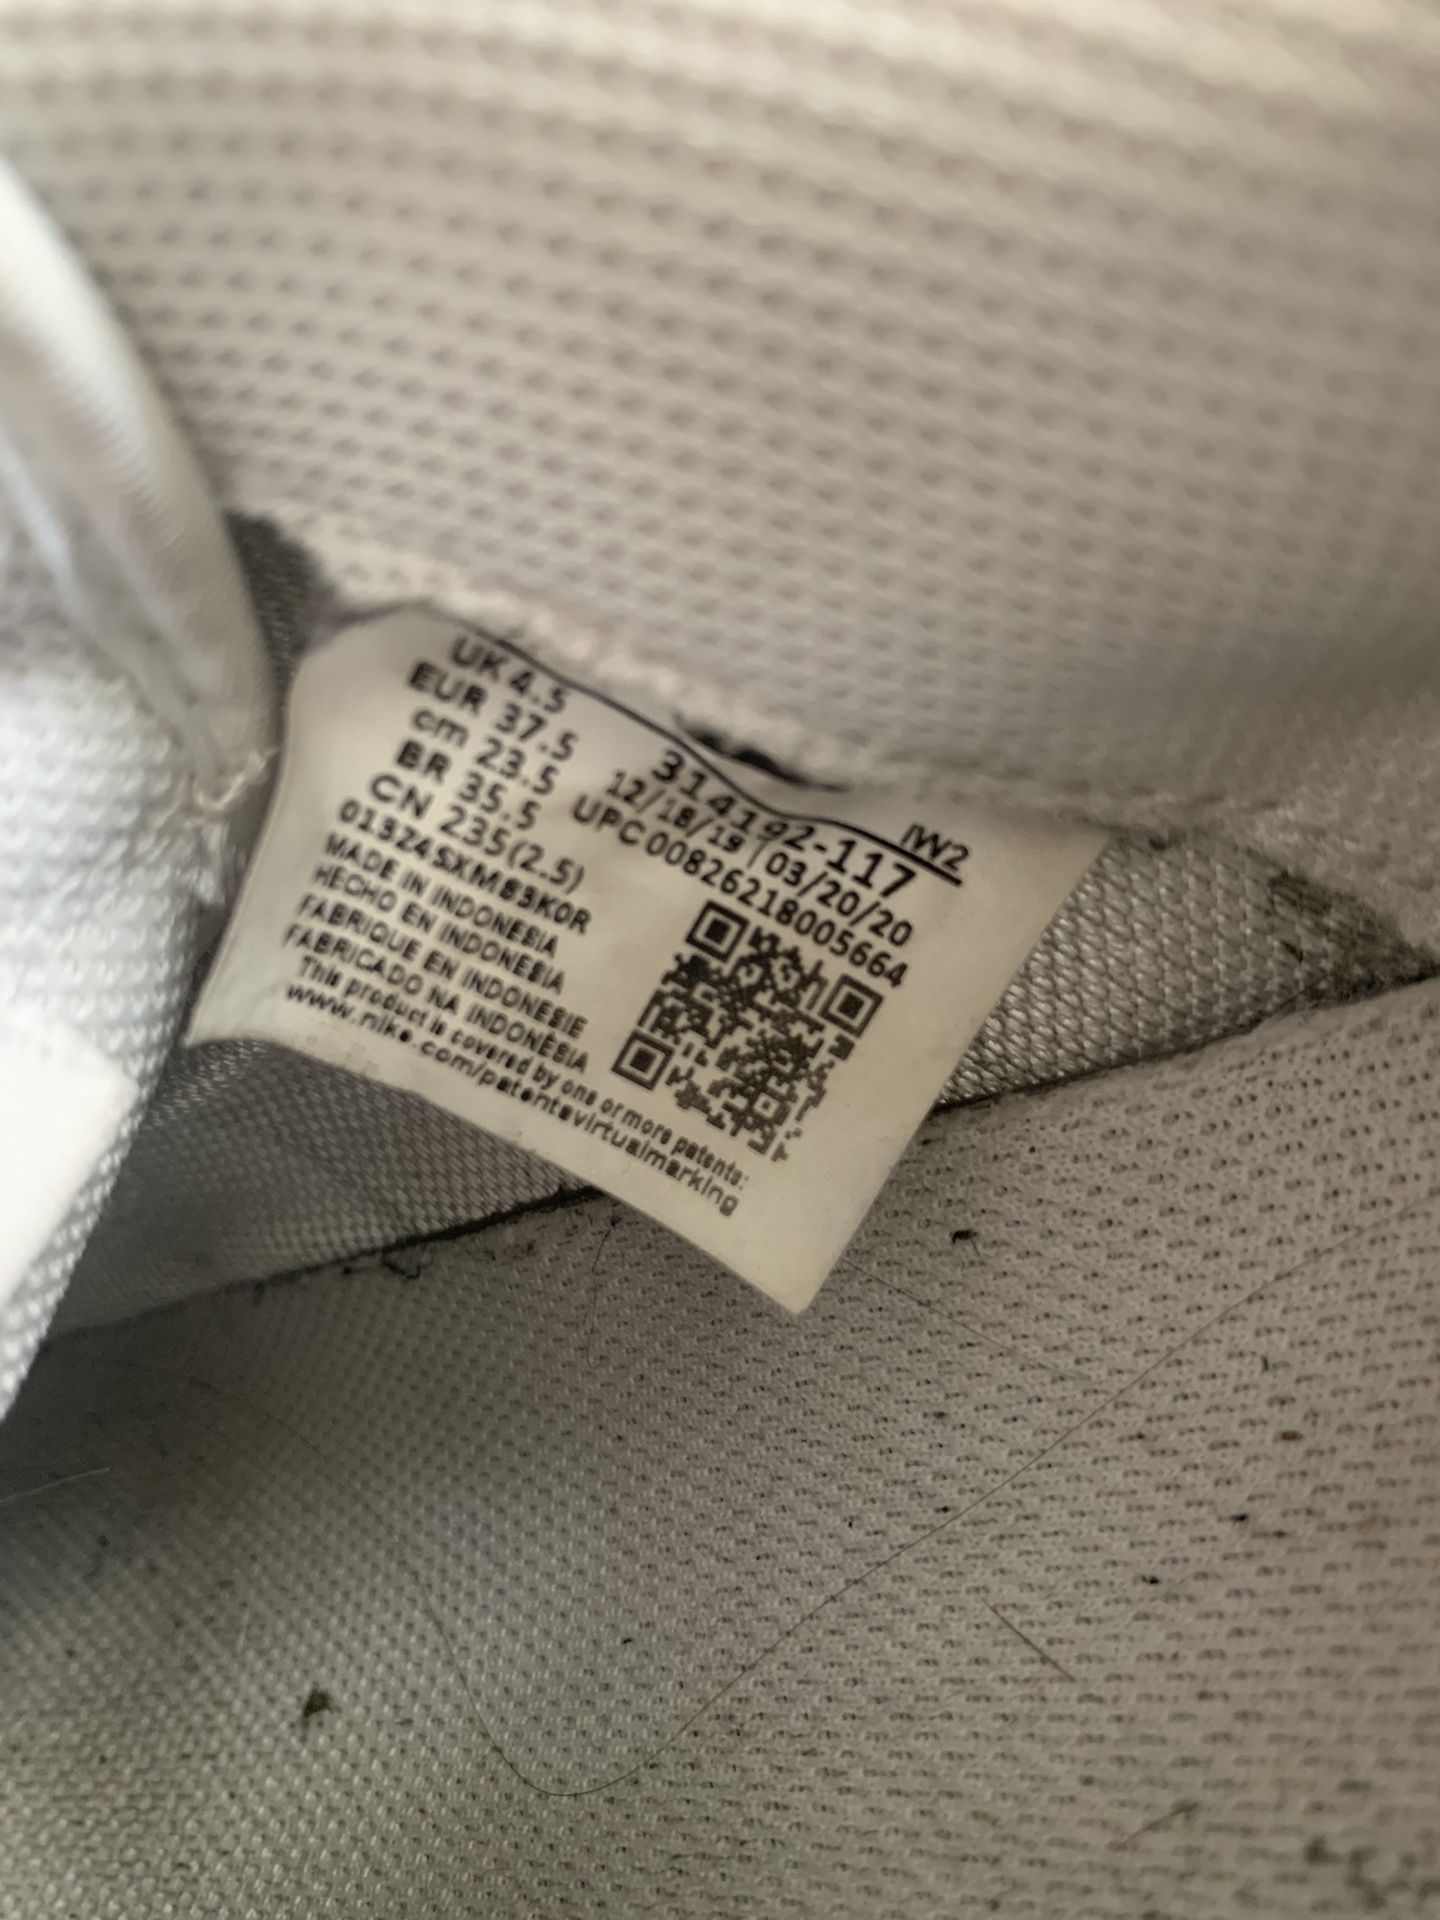 UK 4.5
EUR 37.5
cm 23.5
BR 35.5
CN 235(2.5)
013Z4SXM83K0R
MADE IN INDONESIA
HECHO EN INDONESIA
FABRIQUE EN INDONESIE
FABRICADO NA INDONÉSIA
This product is covered by one or more patents:
www.nike.com/patentsvirtualmarking
IW2
314192-117
12/18/19 03/20/20
UPC 00826218005664